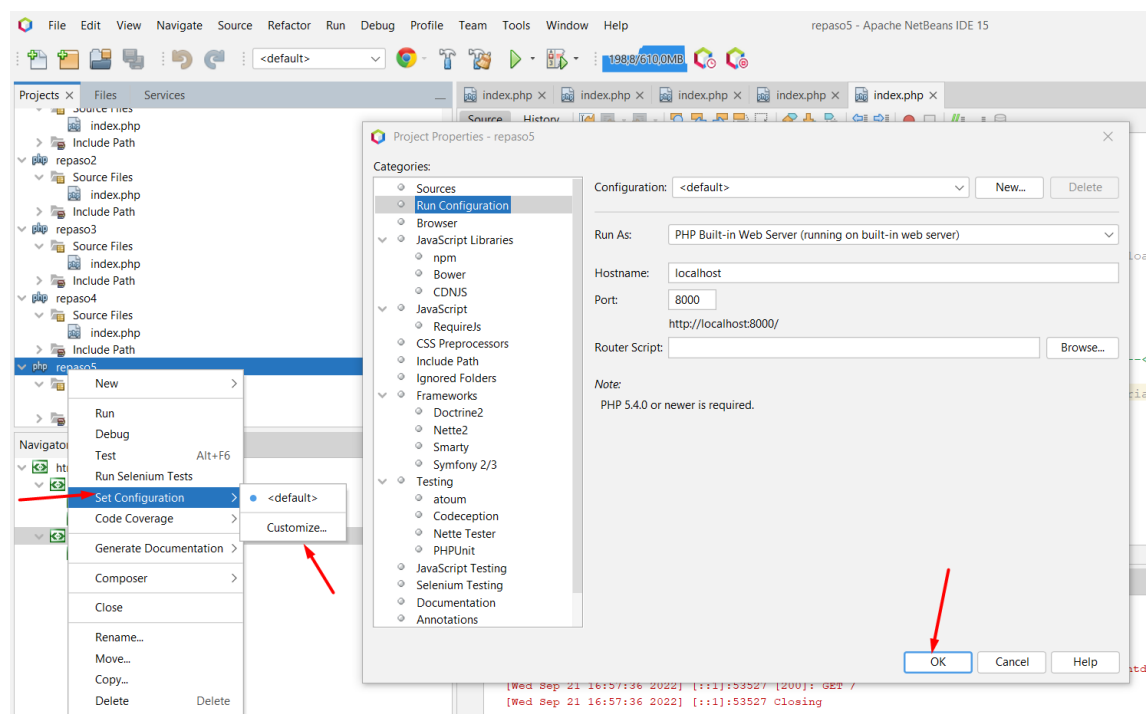 File Edit View Navigate Source Refactor Run Debug Profile Team Tools Window Help repaso5 - Apache NetBeans IDE 15
<default> 198,8/610,0MB
Projects Files Services
index.php index.php index.php index.php index.php
Source History
Source Files
index.php
Include Path
php repaso2
Source Files
index.php
Include Path
php repaso3
Source Files
index.php
Include Path
php repaso4
Source Files
index.php
Include Path
php repaso5
Navigato
New
Run
Debug
Test Alt+F6
Run Selenium Tests
Set Configuration
Code Coverage
Generate Documentation
Composer
Close
Rename...
Move...
Copy...
Delete Delete
<default>
Customize...
Project Properties - repaso5
Categories:
Sources
Run Configuration
Browser
JavaScript Libraries
npm
Bower
CDNJS
JavaScript
RequireJs
CSS Preprocessors
Include Path
Ignored Folders
Frameworks
Doctrine2
Nette2
Smarty
Symfony 2/3
Testing
atoum
Codeception
Nette Tester
PHPUnit
JavaScript Testing
Selenium Testing
Documentation
Annotations
Configuration: <default> New... Delete
Run As: PHP Built-in Web Server (running on built-in web server)
Hostname: localhost
Port: 8000
http://localhost:8000/
Router Script: Browse...
Note:
PHP 5.4.0 or newer is required.
OK Cancel Help
[Wed Sep 21 16:57:36 2022] [::1]:53527 [200]: GET /
[Wed Sep 21 16:57:36 2022] [::1]:53527 Closing